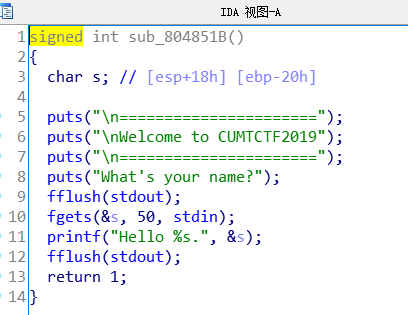 IDA 视图-A
1 signed int sub_804851B()
2 {
3 char s; // [esp+18h] [ebp-20h]
4
5 puts("\n======================");
6 puts("\nWelcome to CUMTCTF2019");
7 puts("\n======================");
8 puts("What's your name?");
9 fflush(stdout);
10 fgets(&s, 50, stdin);
11 printf("Hello %s.", &s);
12 fflush(stdout);
13 return 1;
14 }